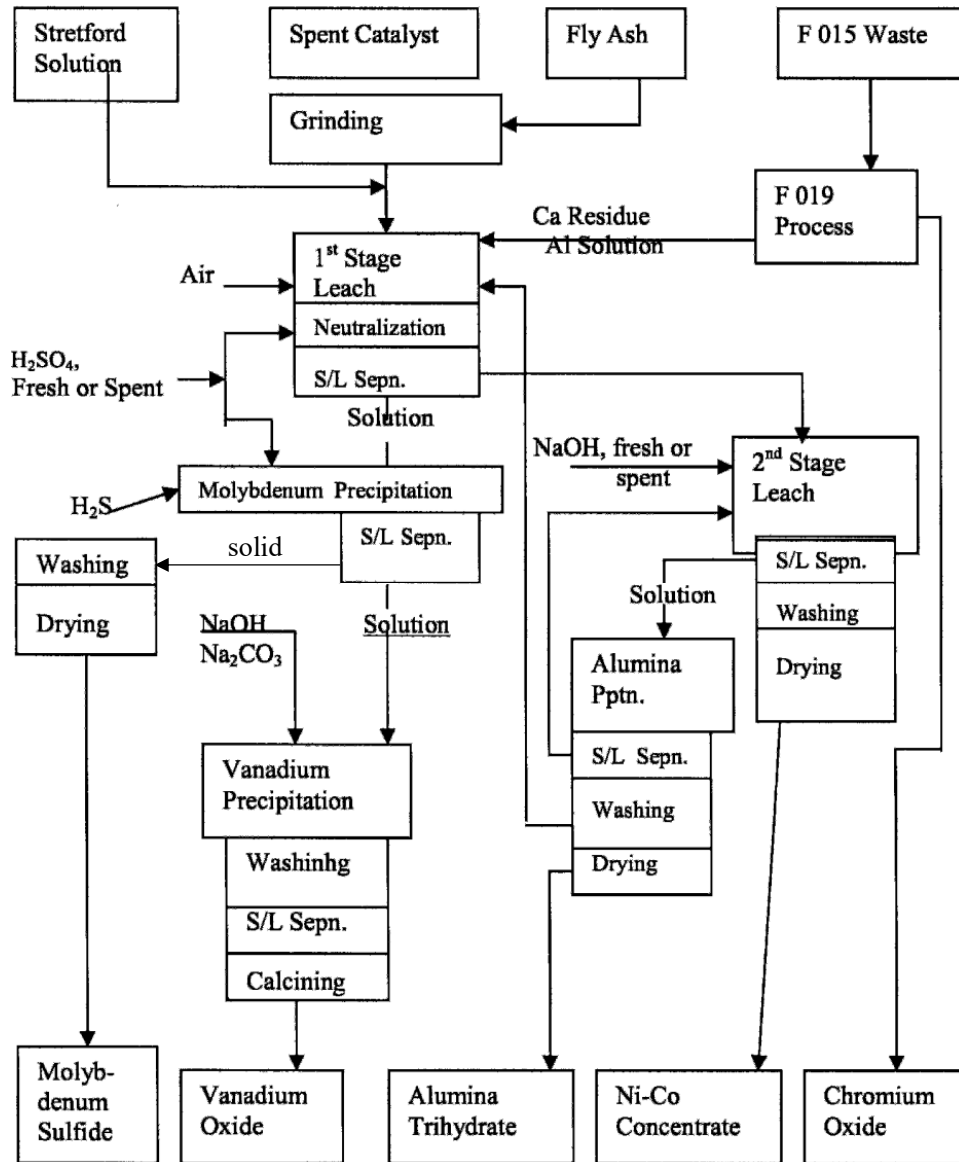 Stretford
Solution
Spent Catalyst
Fly Ash
F 015 Waste
Grinding
F 019
Process
Ca Residue
Al Solution
1st Stage
Leach
Air
Neutralization
H₂SO₄,
Fresh or Spent
S/L Sepn.
Solution
NaOH, fresh or
spent
2nd Stage
Leach
Molybdenum Precipitation
H₂S
S/L Sepn.
solid
Washing
Drying
S/L Sepn.
Washing
Drying
Solution
NaOH
Na₂CO₃
Solution
Alumina
Pptn.
S/L Sepn.
Washing
Drying
Vanadium
Precipitation
Washinhg
S/L Sepn.
Calcining
Molyb-
denum
Sulfide
Vanadium
Oxide
Alumina
Trihydrate
Ni-Co
Concentrate
Chromium
Oxide